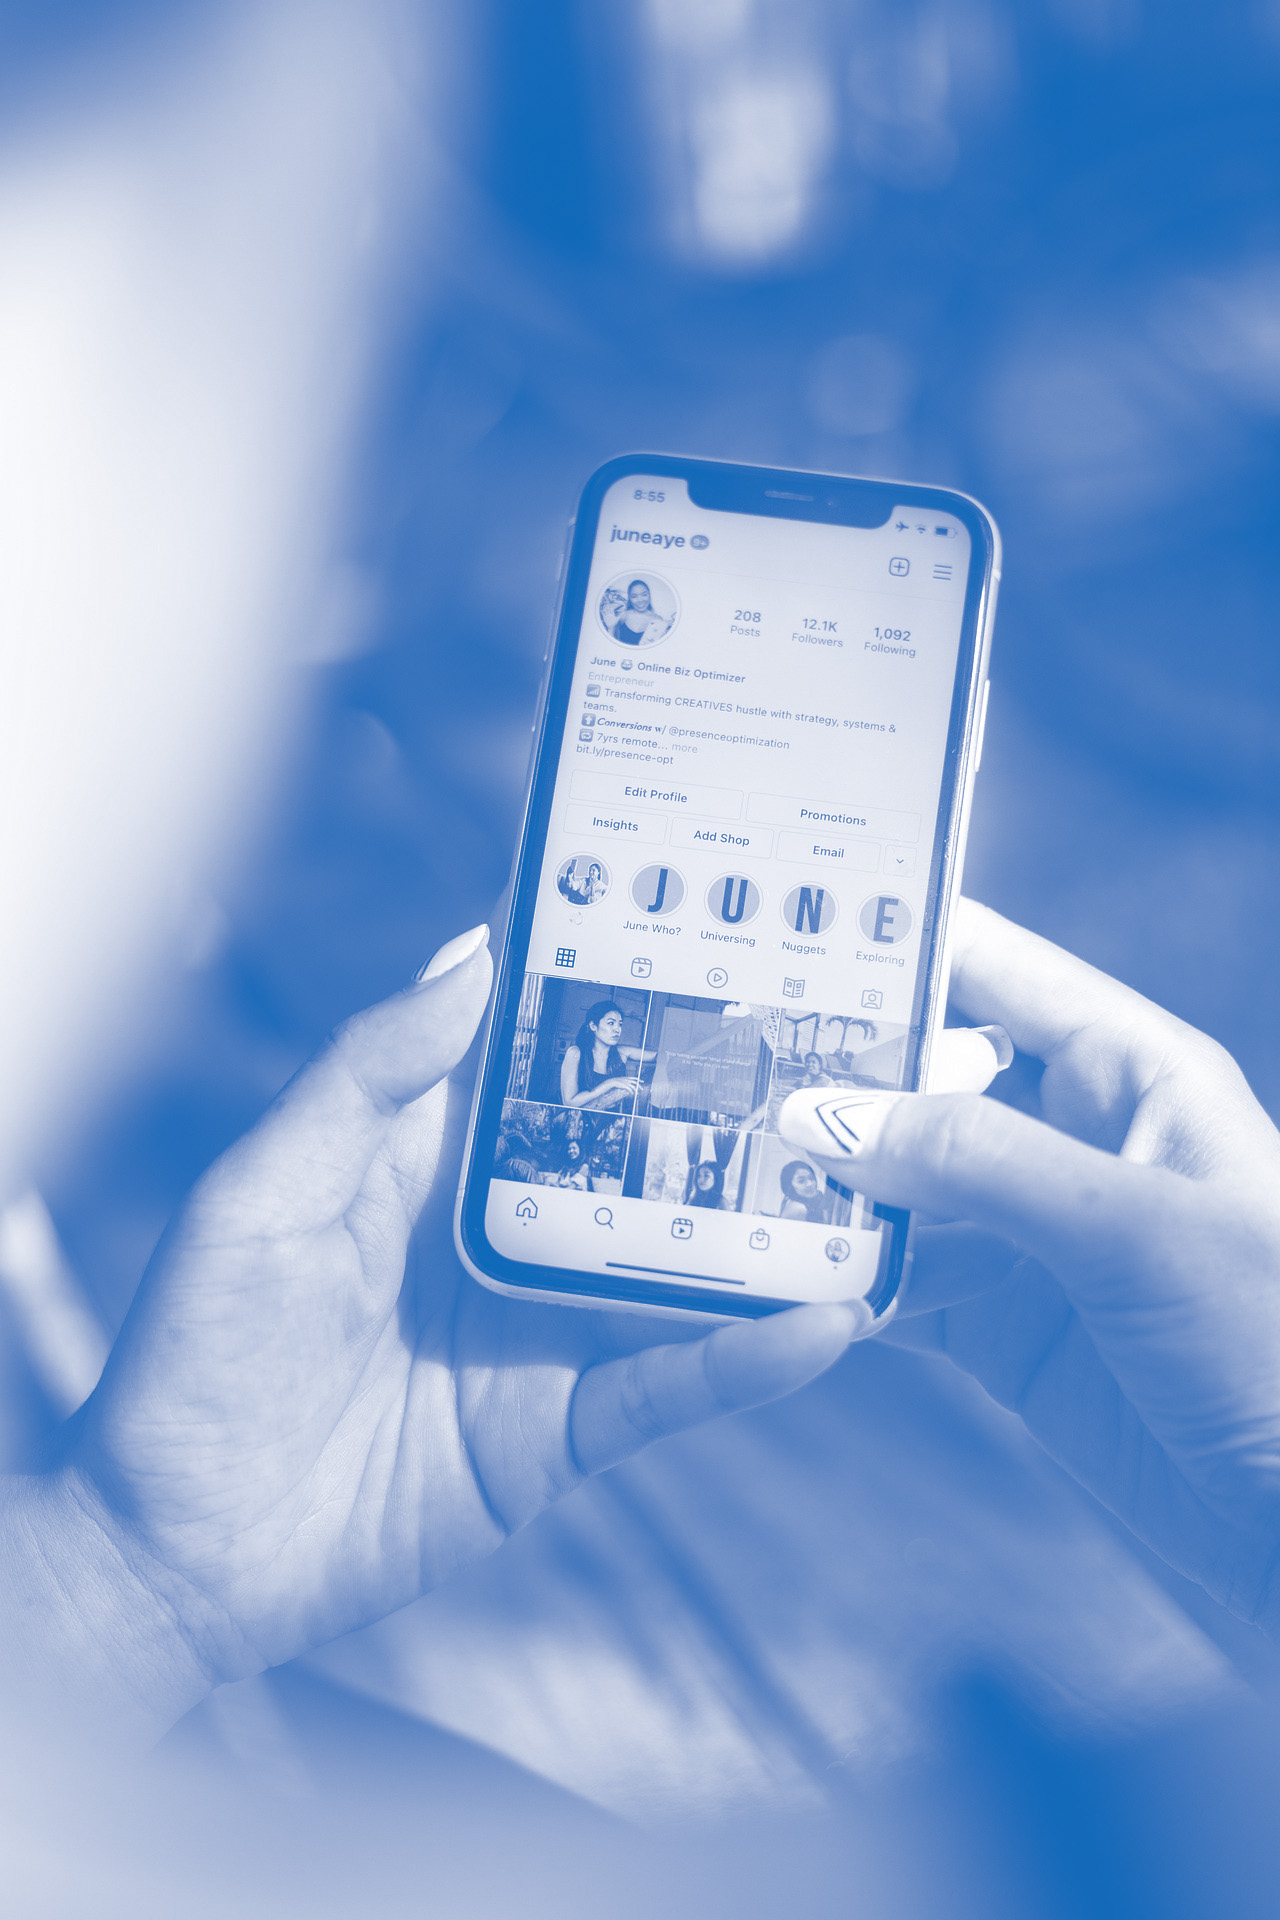 8:55
juneaye 9+
208 12.1K 1,092
Posts Followers Following
June Online Biz Optimizer
Entrepreneur
Transforming CREATIVES hustle with strategy, systems &
teams.
Conversions w/ @presenceoptimization
7yrs remote... more
bit.ly/presence-opt
Edit Profile Promotions
Insights Add Shop Email
J U N E
June Who? Universing Nuggets Exploring